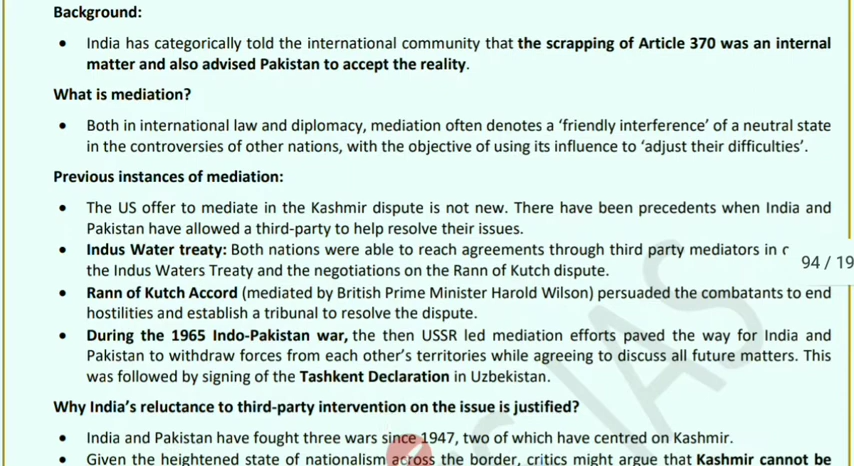 Background:
• India has categorically told the international community that the scrapping of Article 370 was an internal
matter and also advised Pakistan to accept the reality.
What is mediation?
• Both in international law and diplomacy, mediation often denotes a ‘friendly interference’ of a neutral state
in the controversies of other nations, with the objective of using its influence to ‘adjust their difficulties’.
Previous instances of mediation:
• The US offer to mediate in the Kashmir dispute is not new. There have been precedents when India and
Pakistan have allowed a third-party to help resolve their issues.
• Indus Water treaty: Both nations were able to reach agreements through third party mediators in
the Indus Waters Treaty and the negotiations on the Rann of Kutch dispute.
94 / 19
• Rann of Kutch Accord (mediated by British Prime Minister Harold Wilson) persuaded the combatants to end
hostilities and establish a tribunal to resolve the dispute.
• During the 1965 Indo-Pakistan war, the then USSR led mediation efforts paved the way for India and
Pakistan to withdraw forces from each other’s territories while agreeing to discuss all future matters. This
was followed by signing of the Tashkent Declaration in Uzbekistan.
Why India’s reluctance to third-party intervention on the issue is justified?
• India and Pakistan have fought three wars since 1947, two of which have centred on Kashmir.
• Given the heightened state of nationalism across the border, critics might argue that Kashmir cannot be
IAS